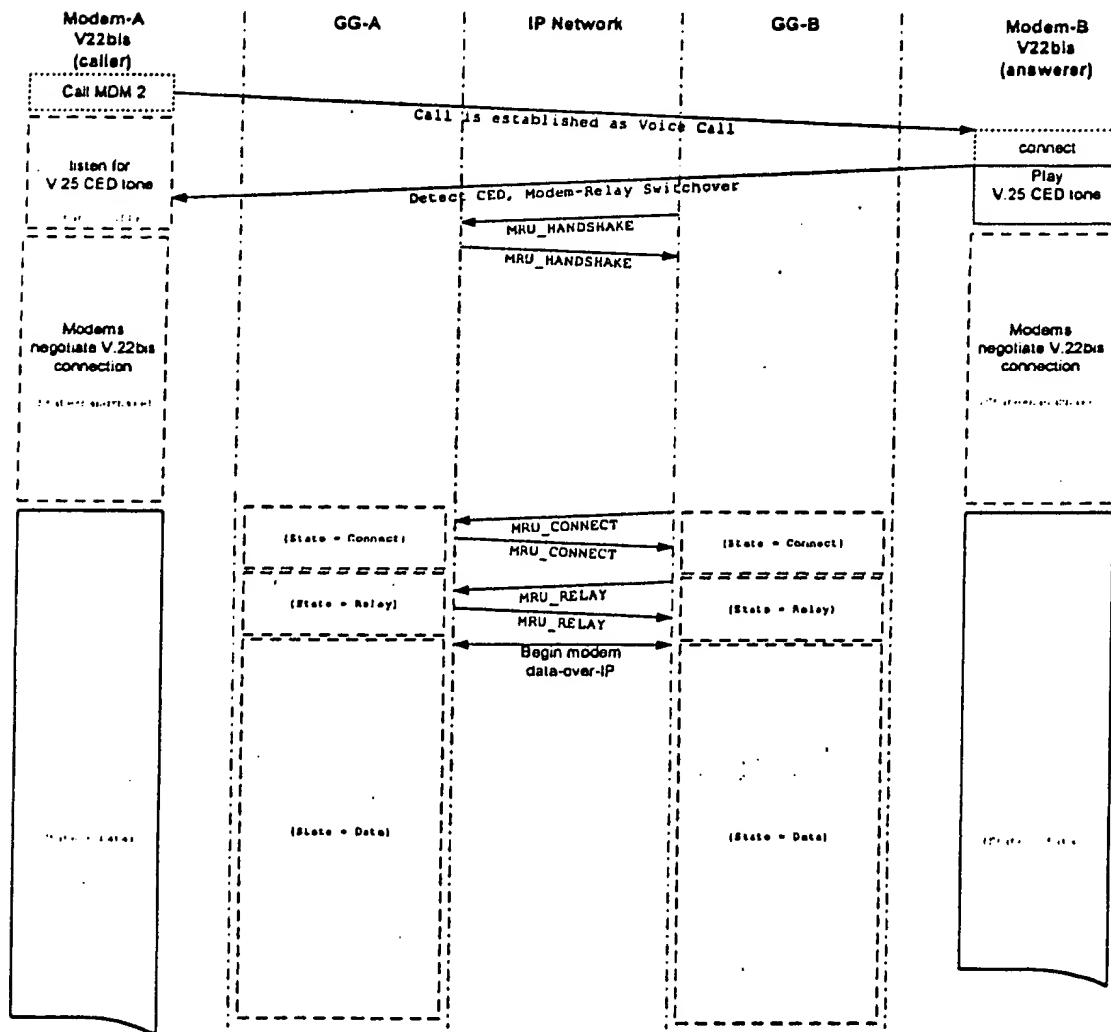 Modem-A
V22bis
(caller)
GG-A
IP Network
GG-B
Modem-B
V22bis
(answerer)
Call MDM 2
Call is established as Voice Call
connect
listen for
V.25 CED tone
Detect CED, Modem-Relay Switchover
Play
V.25 CED tone
MRU_HANDSHAKE
MRU_HANDSHAKE
Modems
negotiate V.22bis
connection
Modems
negotiate V.22bis
connection
MRU_CONNECT
(State = Connect)
MRU_CONNECT
(State = Connect)
MRU_RELAY
(State = Relay)
MRU_RELAY
(State = Relay)
Begin modem
data-over-IP
(State = Data)
(State = Data)